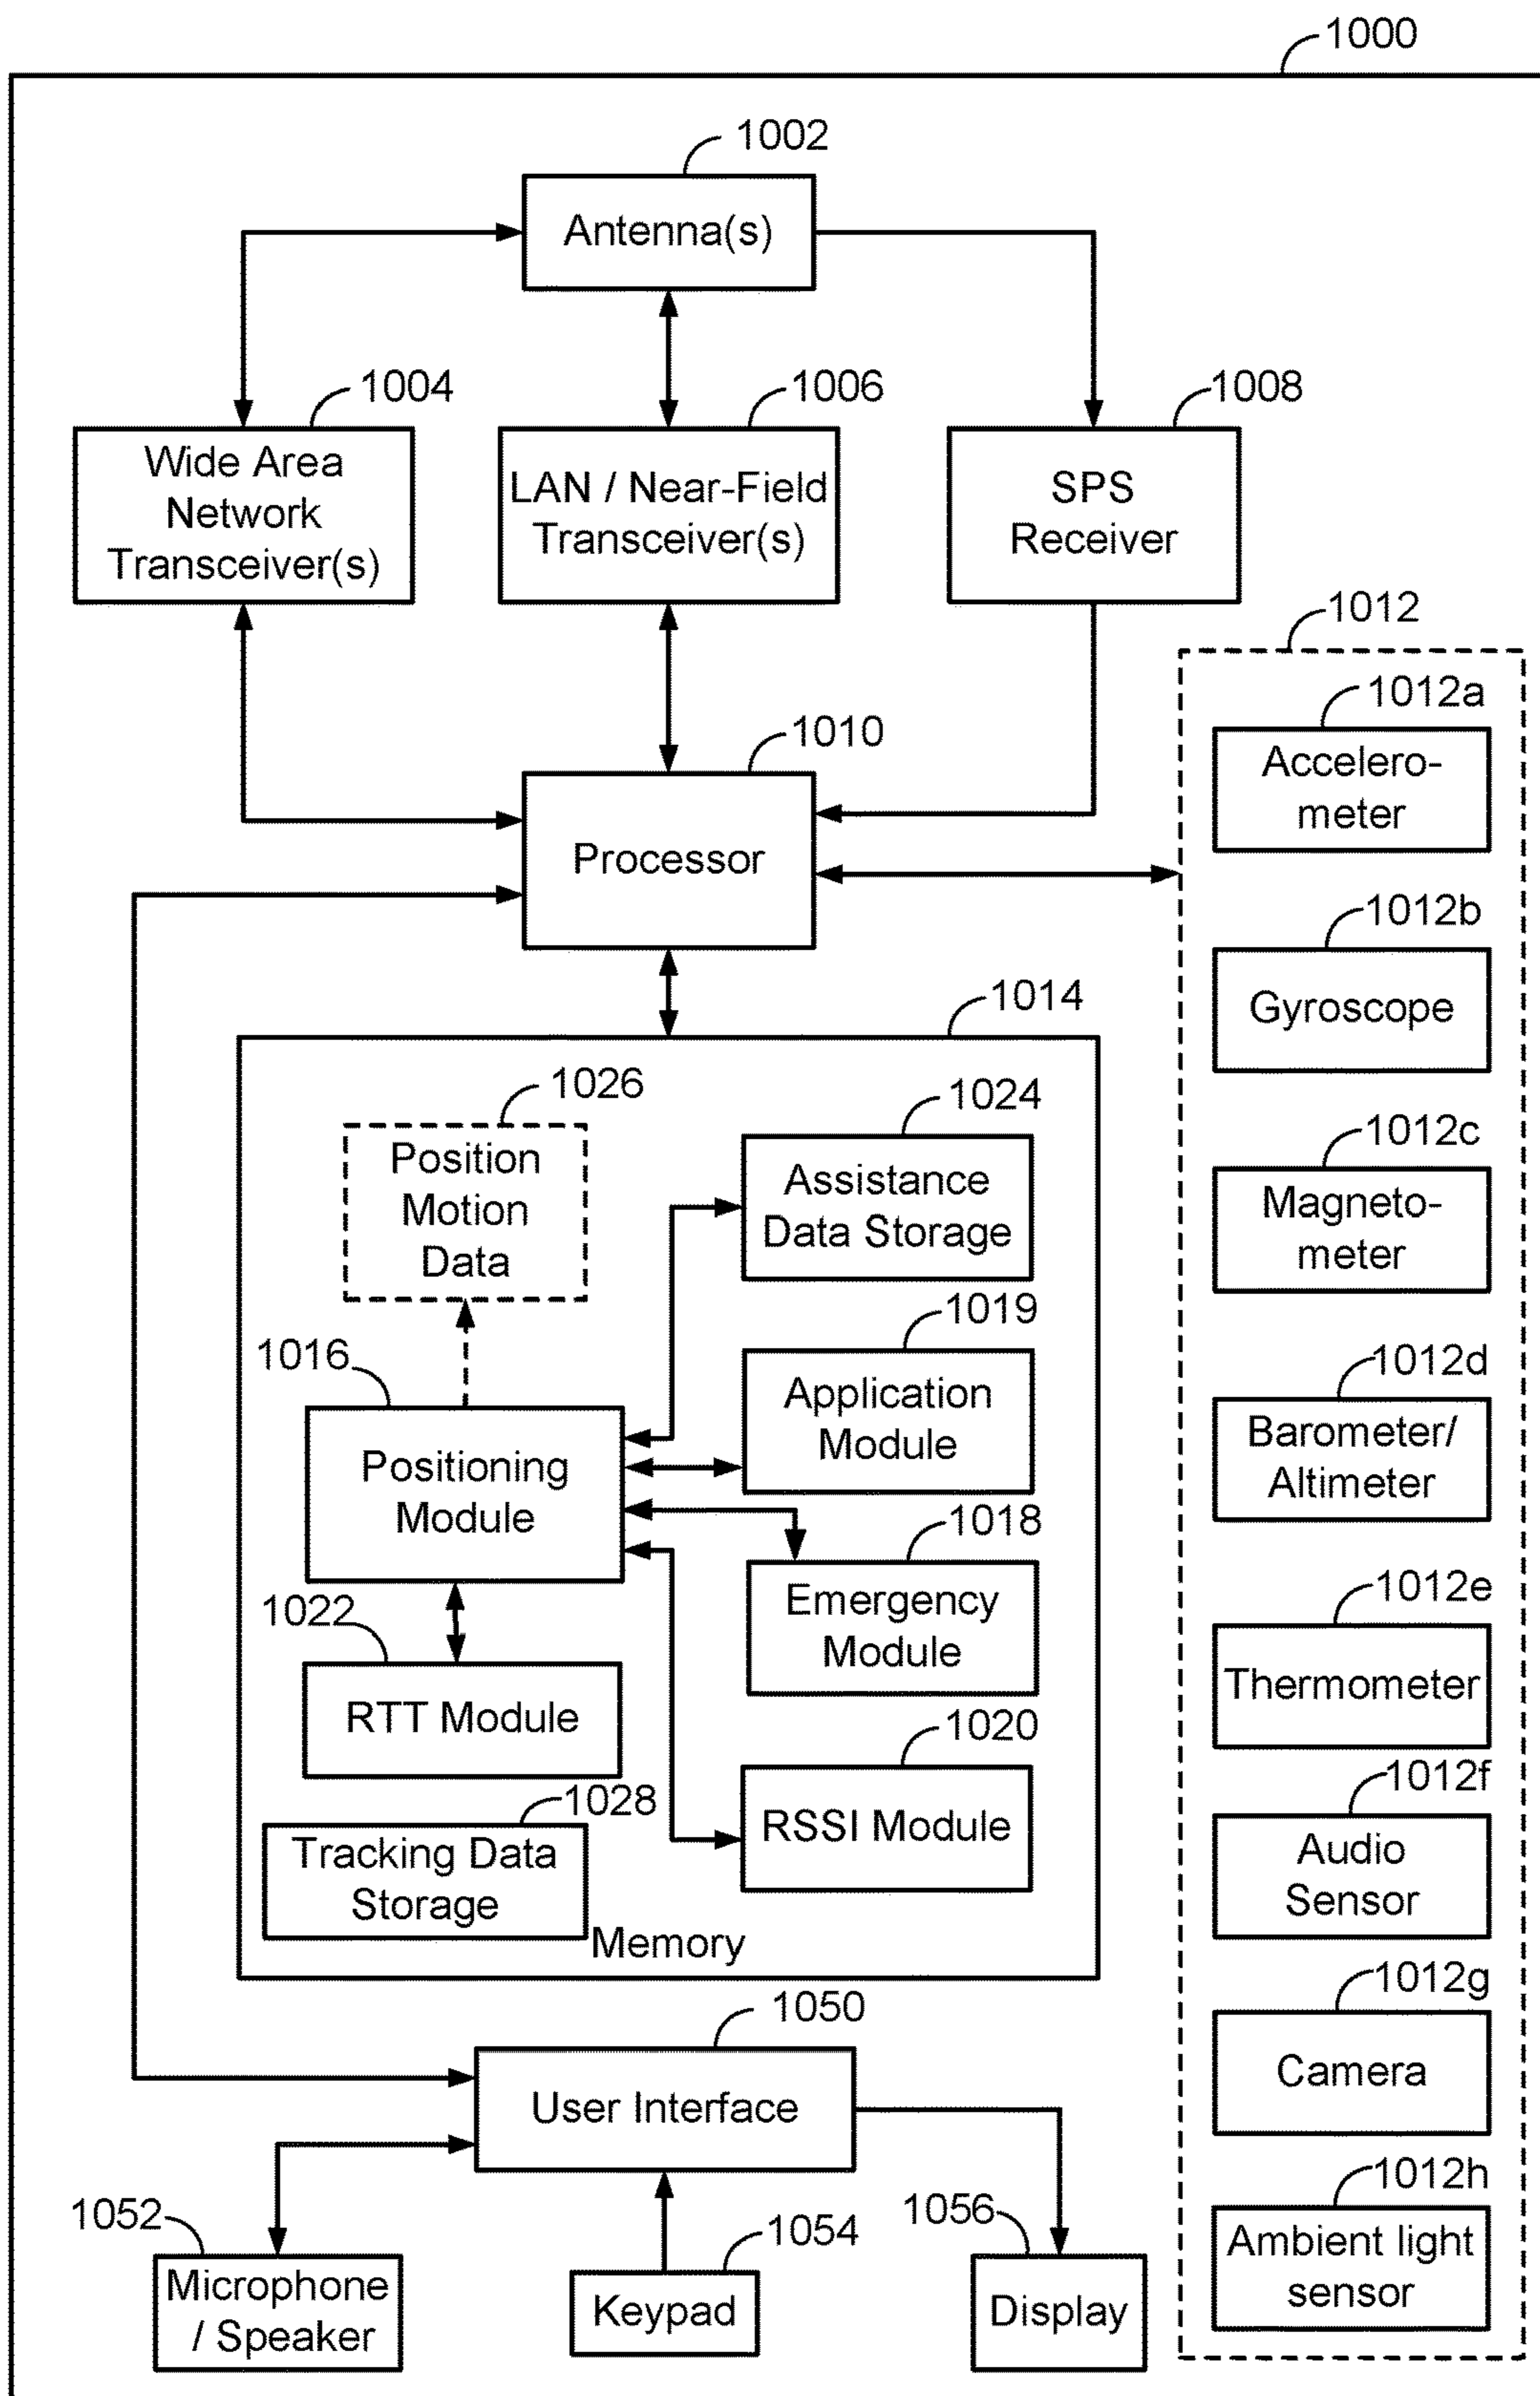 1000
1002
Antenna(s)
1004
1006
1008
Wide Area
Network
Transceiver(s)
LAN / Near-Field
Transceiver(s)
SPS
Receiver
1012
1012a
Accelero-
meter
1010
Processor
1012b
Gyroscope
1014
1026
Position
Motion
Data
1024
Assistance
Data Storage
1012c
Magneto-
meter
1019
Application
Module
1016
Positioning
Module
1012d
Barometer/
Altimeter
1018
Emergency
Module
1022
RTT Module
1012e
Thermometer
1020
RSSI Module
1028
Tracking Data
Storage
Memory
1012f
Audio
Sensor
1050
User Interface
1012g
Camera
1052
Microphone
/ Speaker
1054
Keypad
1056
Display
1012h
Ambient light
sensor